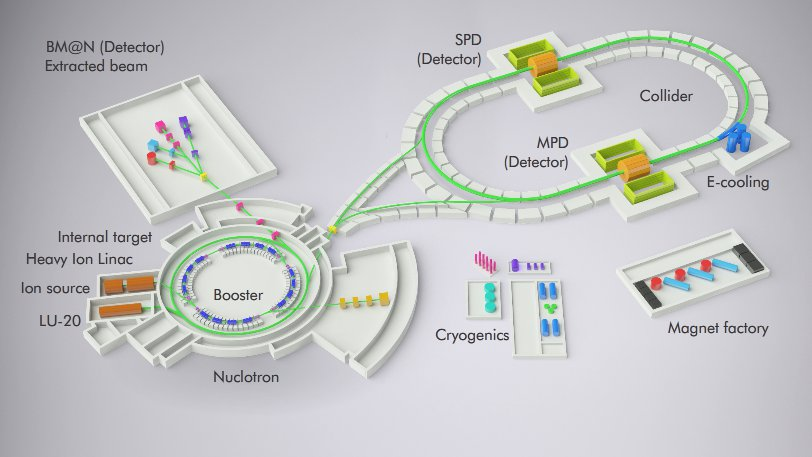 BM@N (Detector)
Extracted beam
SPD
(Detector)
Collider
MPD
(Detector)
E-cooling
Internal target
Heavy Ion Linac
Ion source
LU-20
Booster
Nuclotron
Cryogenics
Magnet factory